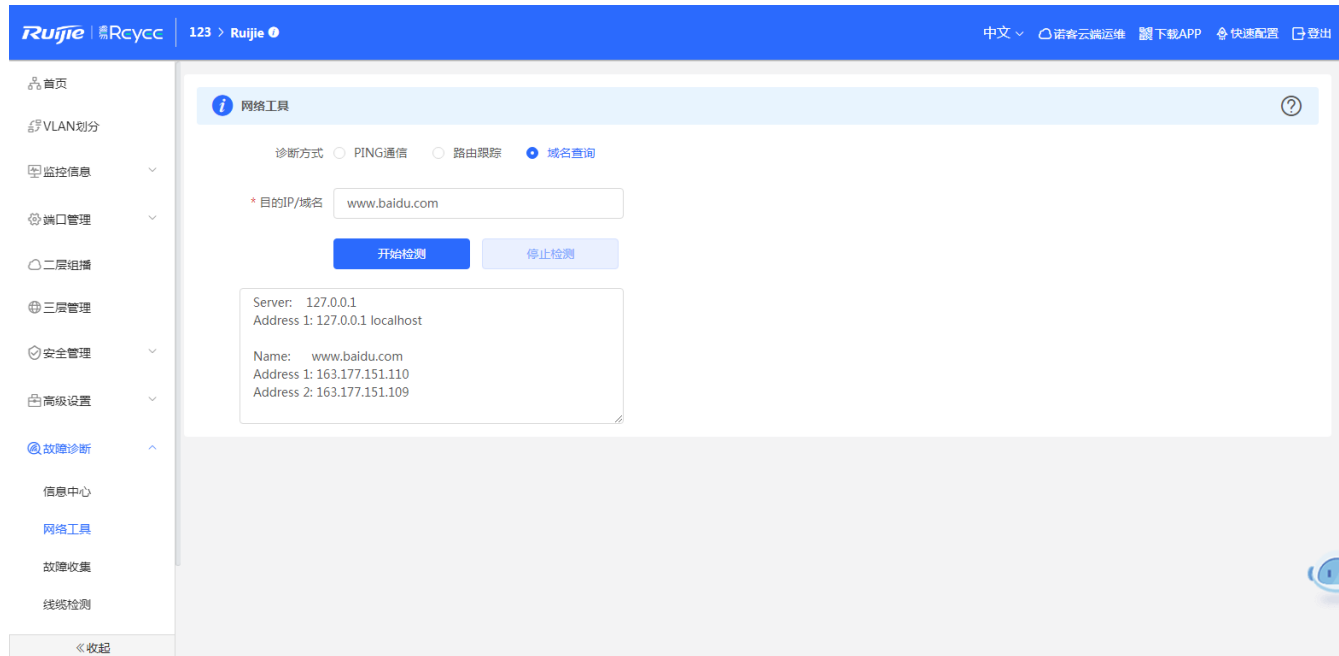 Ruijie | 睿易Reyee
123 > Ruijie
中文 诺客云端运维 下载APP 快速配置 登出
首页
VLAN划分
监控信息
端口管理
二层组播
三层管理
安全管理
高级设置
故障诊断
信息中心
网络工具
故障收集
线缆检测
收起
网络工具
诊断方式 PING通信 路由跟踪 域名查询
* 目的IP/域名 www.baidu.com
开始检测 停止检测
Server: 127.0.0.1
Address 1: 127.0.0.1 localhost
Name: www.baidu.com
Address 1: 163.177.151.110
Address 2: 163.177.151.109